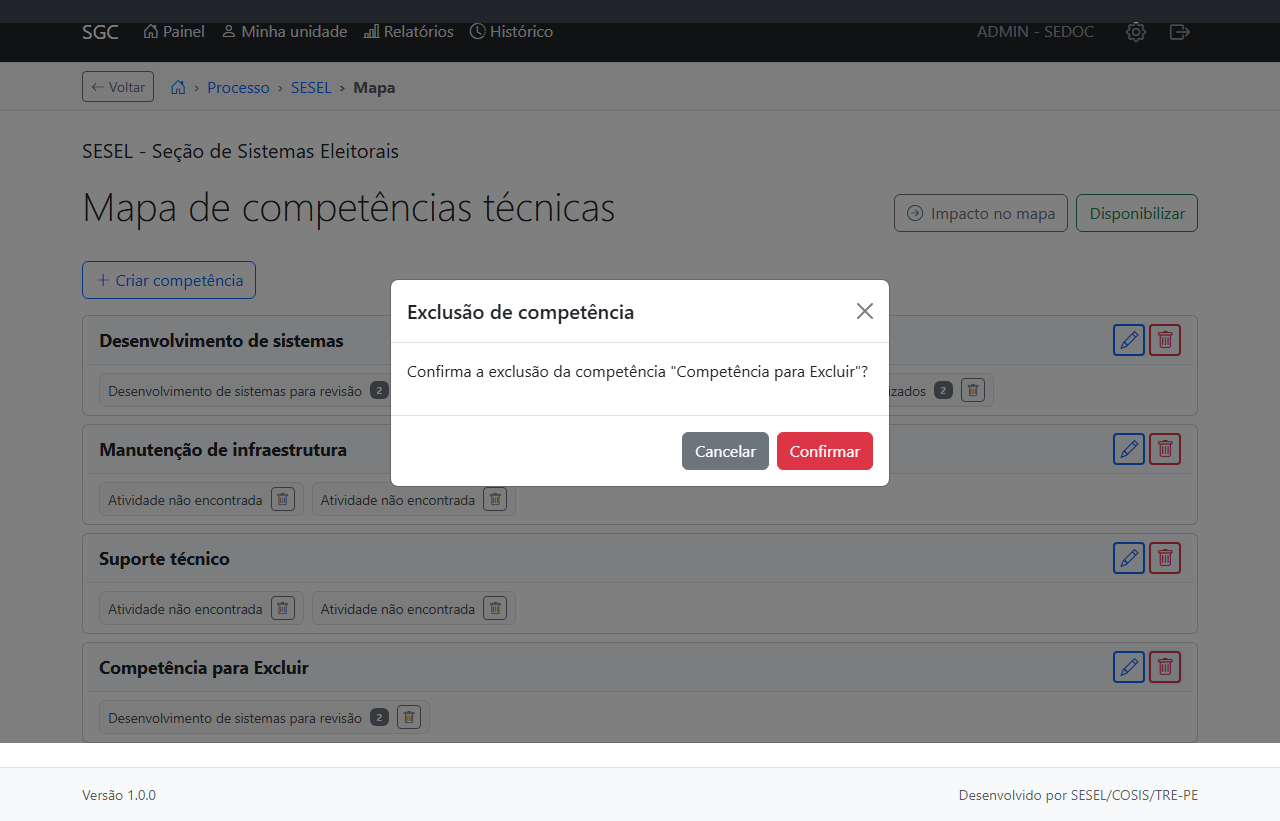 SGC Painel Minha unidade Relatórios Histórico ADMIN - SEDOC
Voltar › Processo › SESEL › Mapa
SESEL - Seção de Sistemas Eleitorais
Mapa de competências técnicas
Impacto no mapa Disponibilizar
Criar competência
Exclusão de competência
Confirma a exclusão da competência "Competência para Excluir"?
Cancelar Confirmar
Desenvolvimento de sistemas
Desenvolvimento de sistemas para revisão 2 zados 2
Manutenção de infraestrutura
Atividade não encontrada Atividade não encontrada
Suporte técnico
Atividade não encontrada Atividade não encontrada
Competência para Excluir
Desenvolvimento de sistemas para revisão 2
Versão 1.0.0 Desenvolvido por SESEL/COSIS/TRE-PE